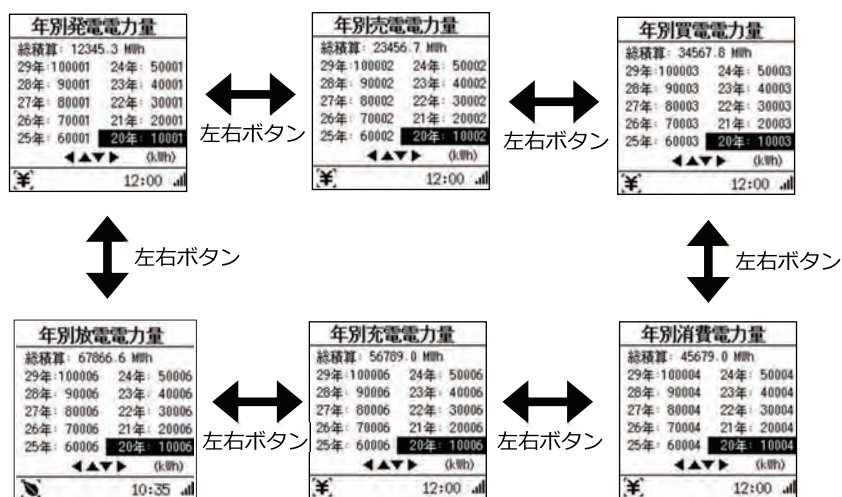 年別発電電力量
総積算: 12345.3 MWh
29年:100001 24年: 50001
28年: 90001 23年: 40001
27年: 80001 22年: 30001
26年: 70001 21年: 20001
25年: 60001 20年: 10001
◀▲▼▶ (kWh)
¥ 12:00
左右ボタン
年別売電電力量
総積算: 23456.7 MWh
29年:100002 24年: 50002
28年: 90002 23年: 40002
27年: 80002 22年: 30002
26年: 70002 21年: 20002
25年: 60002 20年: 10002
◀▲▼▶ (kWh)
¥ 12:00
左右ボタン
年別買電電力量
総積算: 34567.8 MWh
29年:100003 24年: 50003
28年: 90003 23年: 40003
27年: 80003 22年: 30003
26年: 70003 21年: 20003
25年: 60003 20年: 10003
◀▲▼▶ (kWh)
¥ 12:00
左右ボタン
左右ボタン
年別放電電力量
総積算: 67866.6 MWh
29年:100006 24年: 50006
28年: 90006 23年: 40006
27年: 80006 22年: 30006
26年: 70006 21年: 20006
25年: 60006 20年: 10006
◀▲▼▶ (kWh)
10:35
左右ボタン
年別充電電力量
総積算: 56789.0 MWh
29年:100006 24年: 50006
28年: 90006 23年: 40006
27年: 80006 22年: 30006
26年: 70006 21年: 20006
25年: 60006 20年: 10006
◀▲▼▶ (kWh)
¥ 12:00
左右ボタン
年別消費電力量
総積算: 45679.0 MWh
29年:100004 24年: 50004
28年: 90004 23年: 40004
27年: 80004 22年: 30004
26年: 70004 21年: 20004
25年: 60004 20年: 10004
◀▲▼▶ (kWh)
¥ 12:00